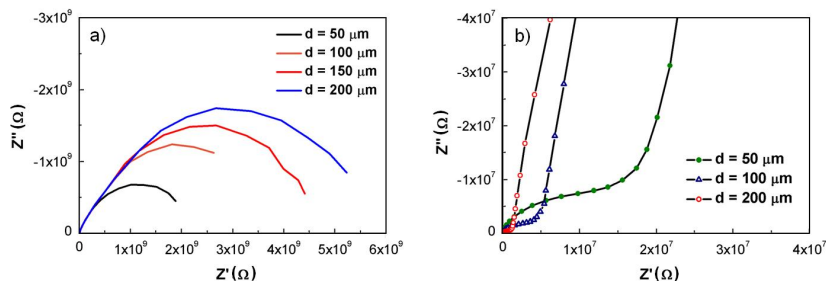 a)
d = 50 μm
d = 100 μm
d = 150 μm
d = 200 μm
-3x10⁹
-2x10⁹
-1x10⁹
0
Z''(Ω)
0 1x10⁹ 2x10⁹ 3x10⁹ 4x10⁹ 5x10⁹ 6x10⁹
Z'(Ω)
b)
-4x10⁷
-3x10⁷
-2x10⁷
-1x10⁷
0
Z''(Ω)
d = 50 μm
d = 100 μm
d = 200 μm
0 1x10⁷ 2x10⁷ 3x10⁷ 4x10⁷
Z'(Ω)